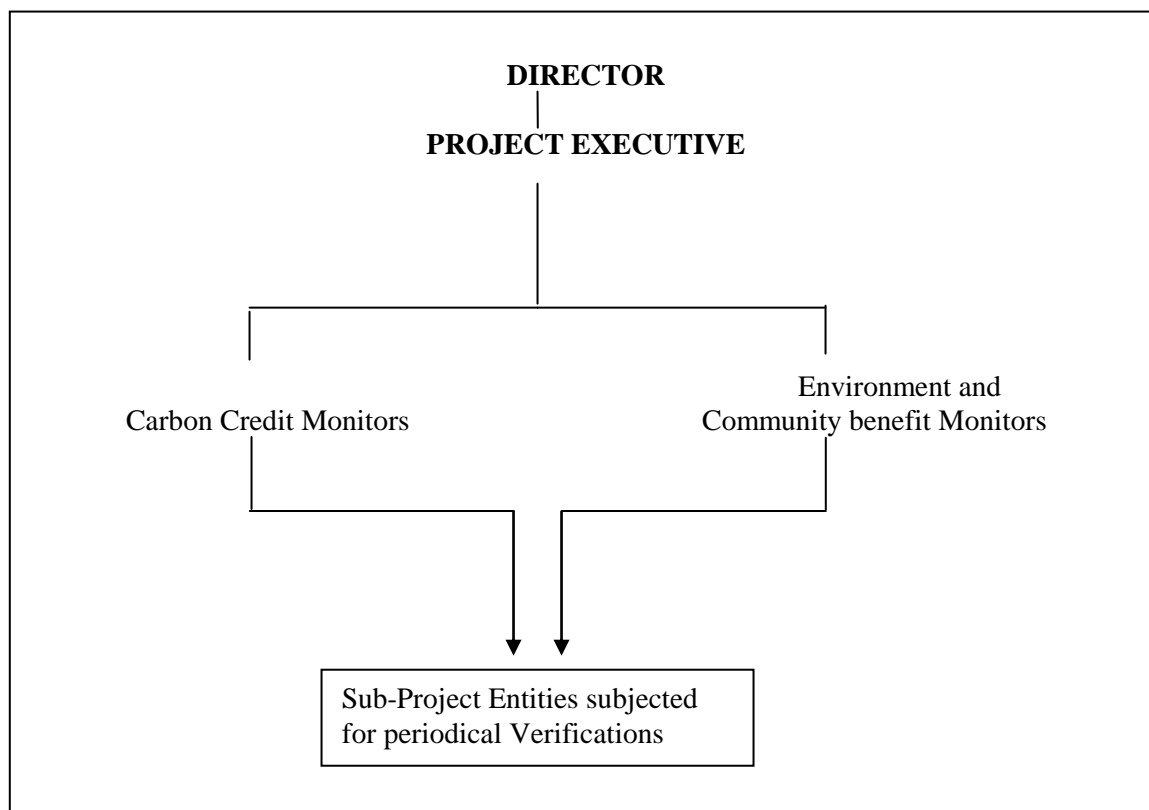 DIRECTOR
PROJECT EXECUTIVE
Carbon Credit Monitors
Environment and
Community benefit Monitors
Sub-Project Entities subjected
for periodical Verifications